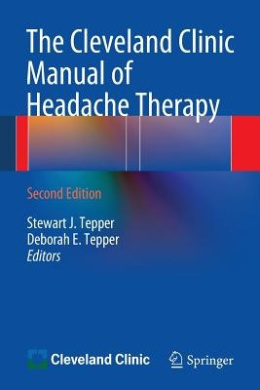 The Cleveland Clinic
Manual of
Headache Therapy
Second Edition
Stewart J. Tepper
Deborah E. Tepper
Editors
Cleveland Clinic
Springer